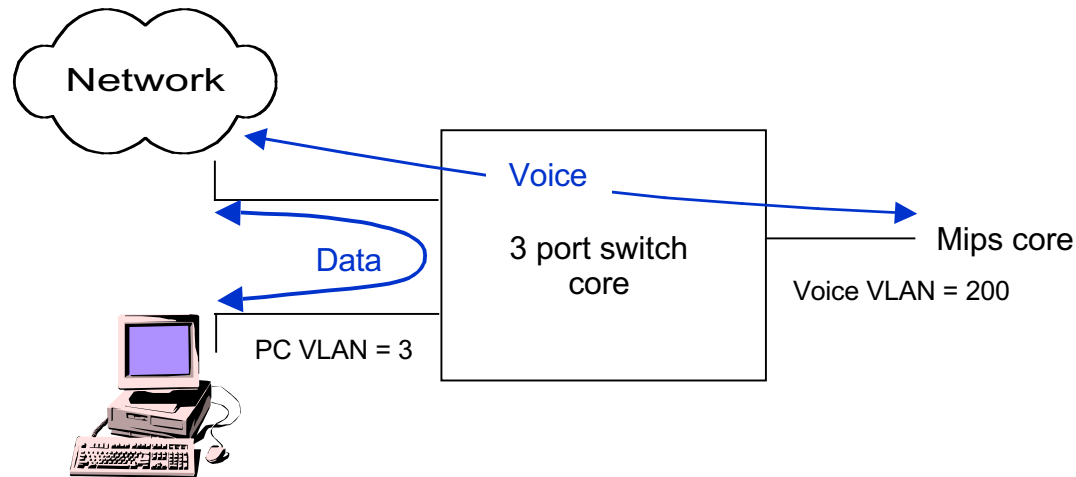 Network
Voice
Data
3 port switch
core
Mips core
Voice VLAN = 200
PC VLAN = 3